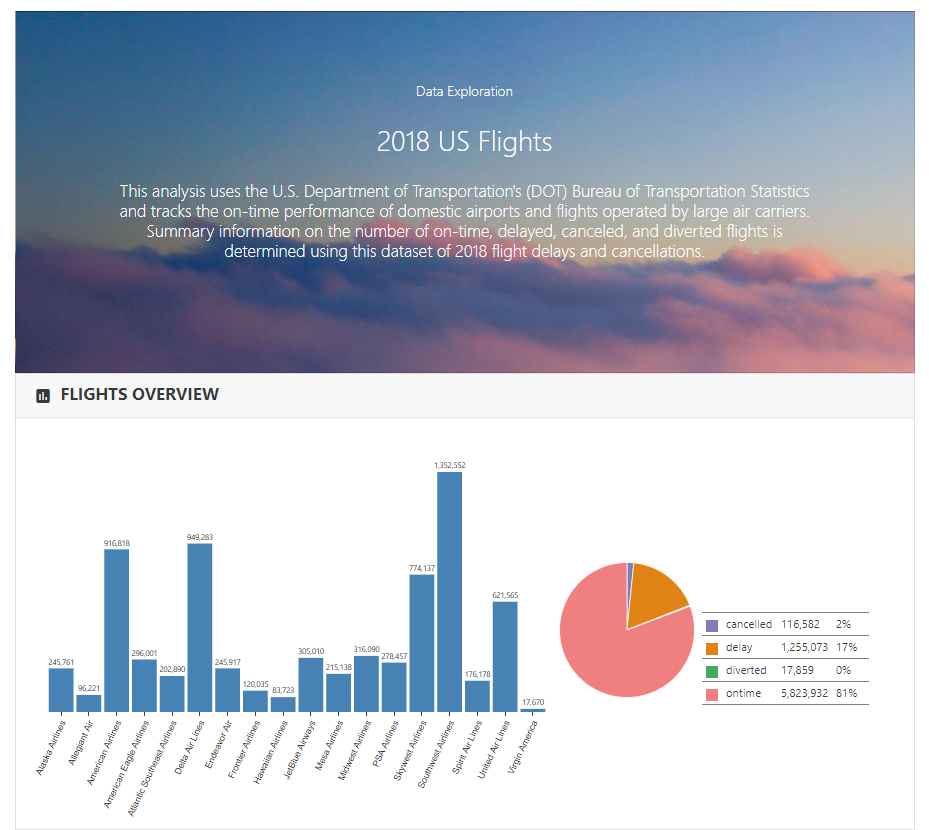 Data Exploration
2018 US Flights
This analysis uses the U.S. Department of Transportation's (DOT) Bureau of Transportation Statistics
and tracks the on-time performance of domestic airports and flights operated by large air carriers.
Summary information on the number of on-time, delayed, canceled, and diverted flights is
determined using this dataset of 2018 flight delays and cancellations.
FLIGHTS OVERVIEW
245,761
96,221
916,818
296,001
202,890
949,283
245,917
120,035
83,723
305,010
215,138
316,090
278,457
774,137
1,352,552
176,178
621,565
17,670
Alaska Airlines
Allegiant Air
American Airlines
American Eagle Airlines
Atlantic Southeast Airlines
Delta Air Lines
Endeavor Air
Frontier Airlines
Hawaiian Airlines
JetBlue Airways
Mesa Airlines
Midwest Airlines
PSA Airlines
Skywest Airlines
Southwest Airlines
Spirit Air Lines
United Air Lines
Virgin America
cancelled 116,582 2%
delay 1,255,073 17%
diverted 17,859 0%
ontime 5,823,932 81%